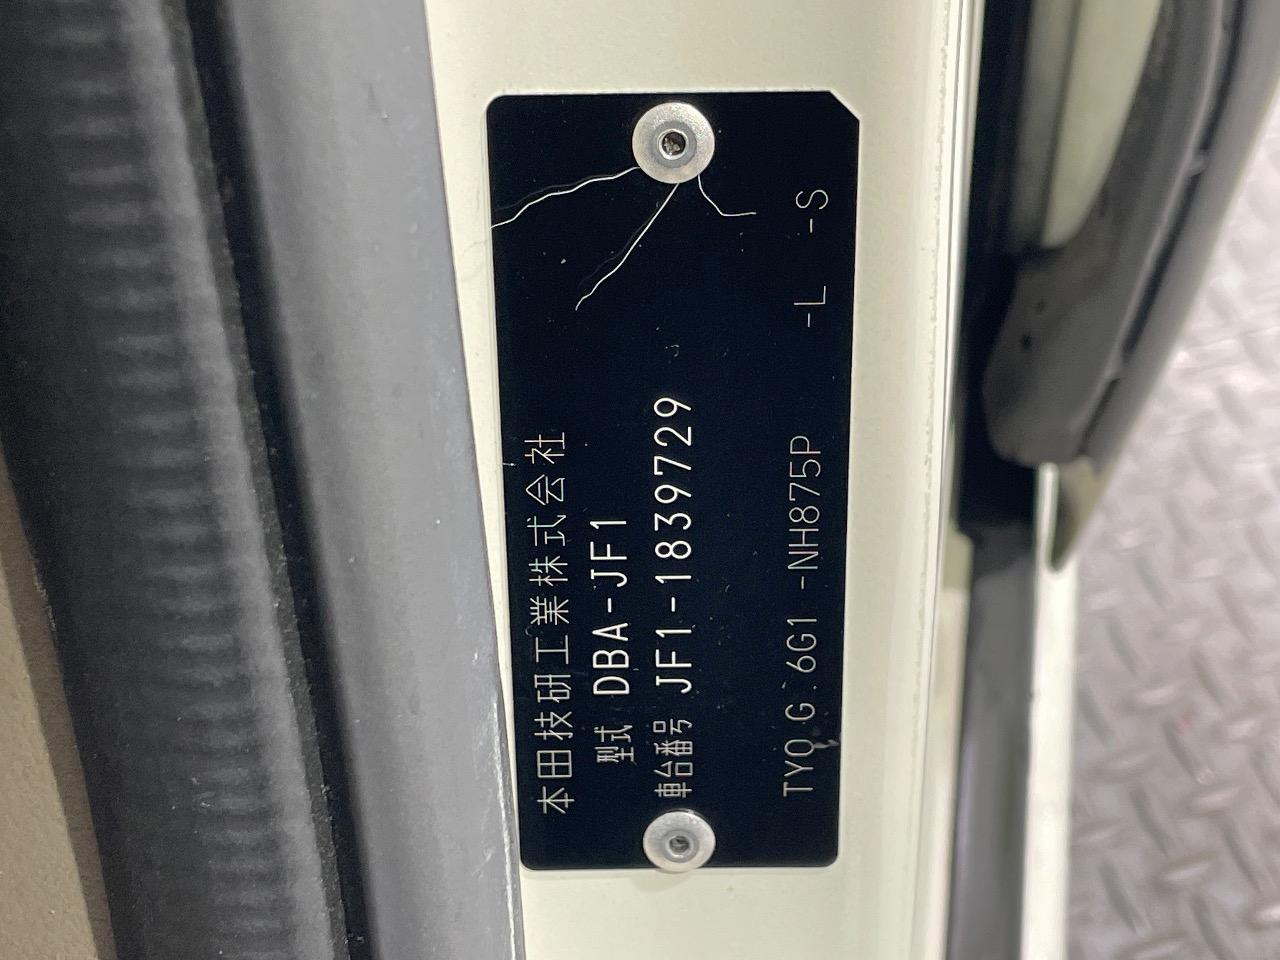 本田技研工業株式会社
型式 DBA-JF1
車台番号 JF1-1839729
TY0 G.6G1 -NH875P -L -S